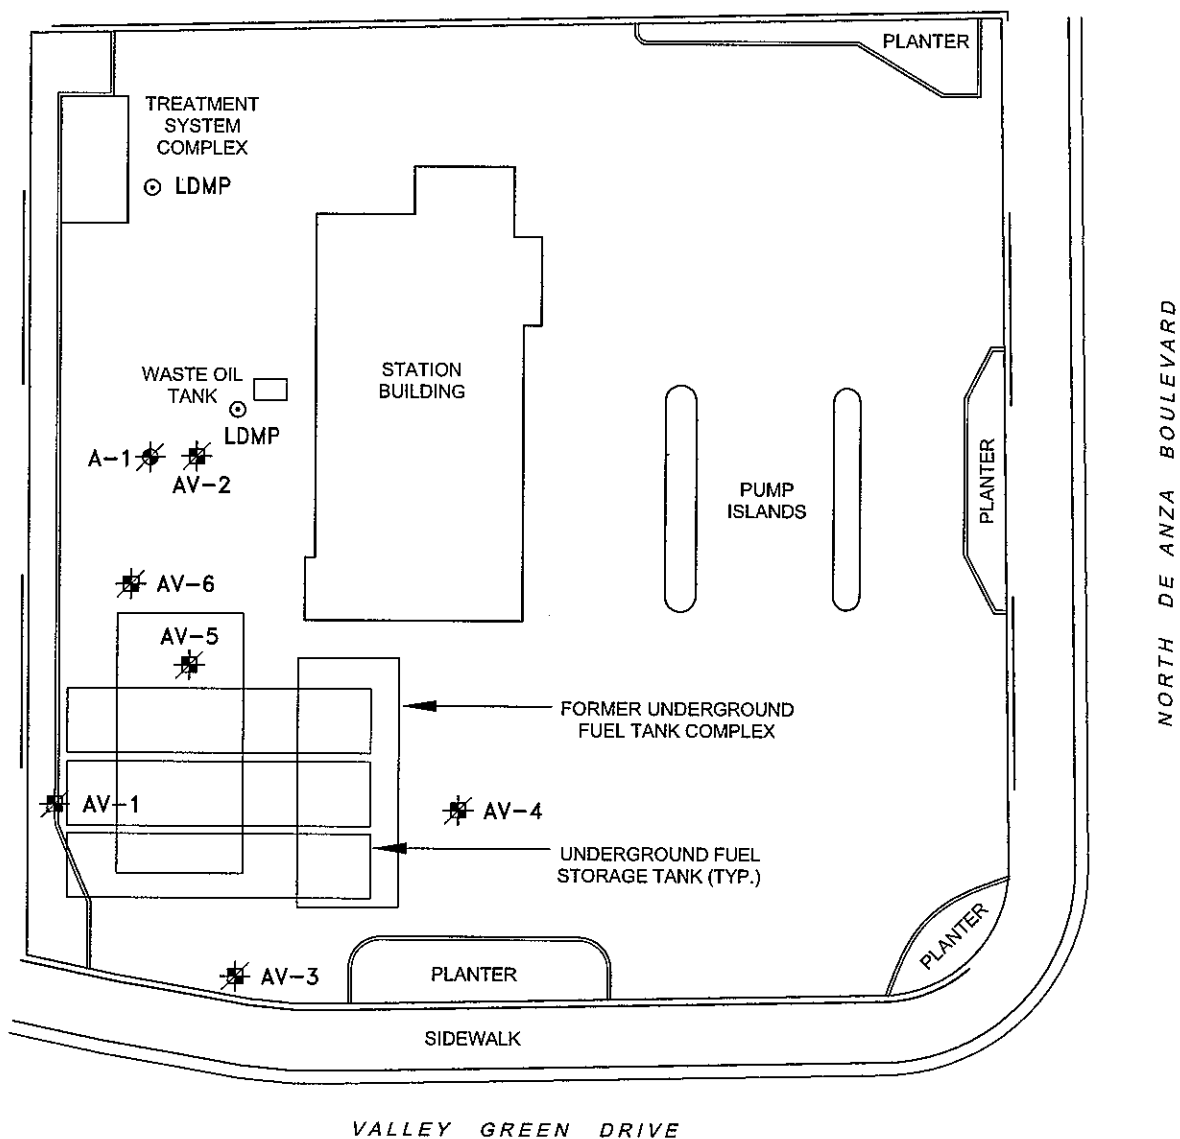 PLANTER
TREATMENT
SYSTEM
COMPLEX
LDMP
STATION
BUILDING
WASTE OIL
TANK
LDMP
A-1
AV-2
PUMP
ISLANDS
PLANTER
NORTH DE ANZA BOULEVARD
AV-6
AV-5
FORMER UNDERGROUND
FUEL TANK COMPLEX
AV-1
AV-4
UNDERGROUND FUEL
STORAGE TANK (TYP.)
PLANTER
AV-3
PLANTER
SIDEWALK
VALLEY GREEN DRIVE